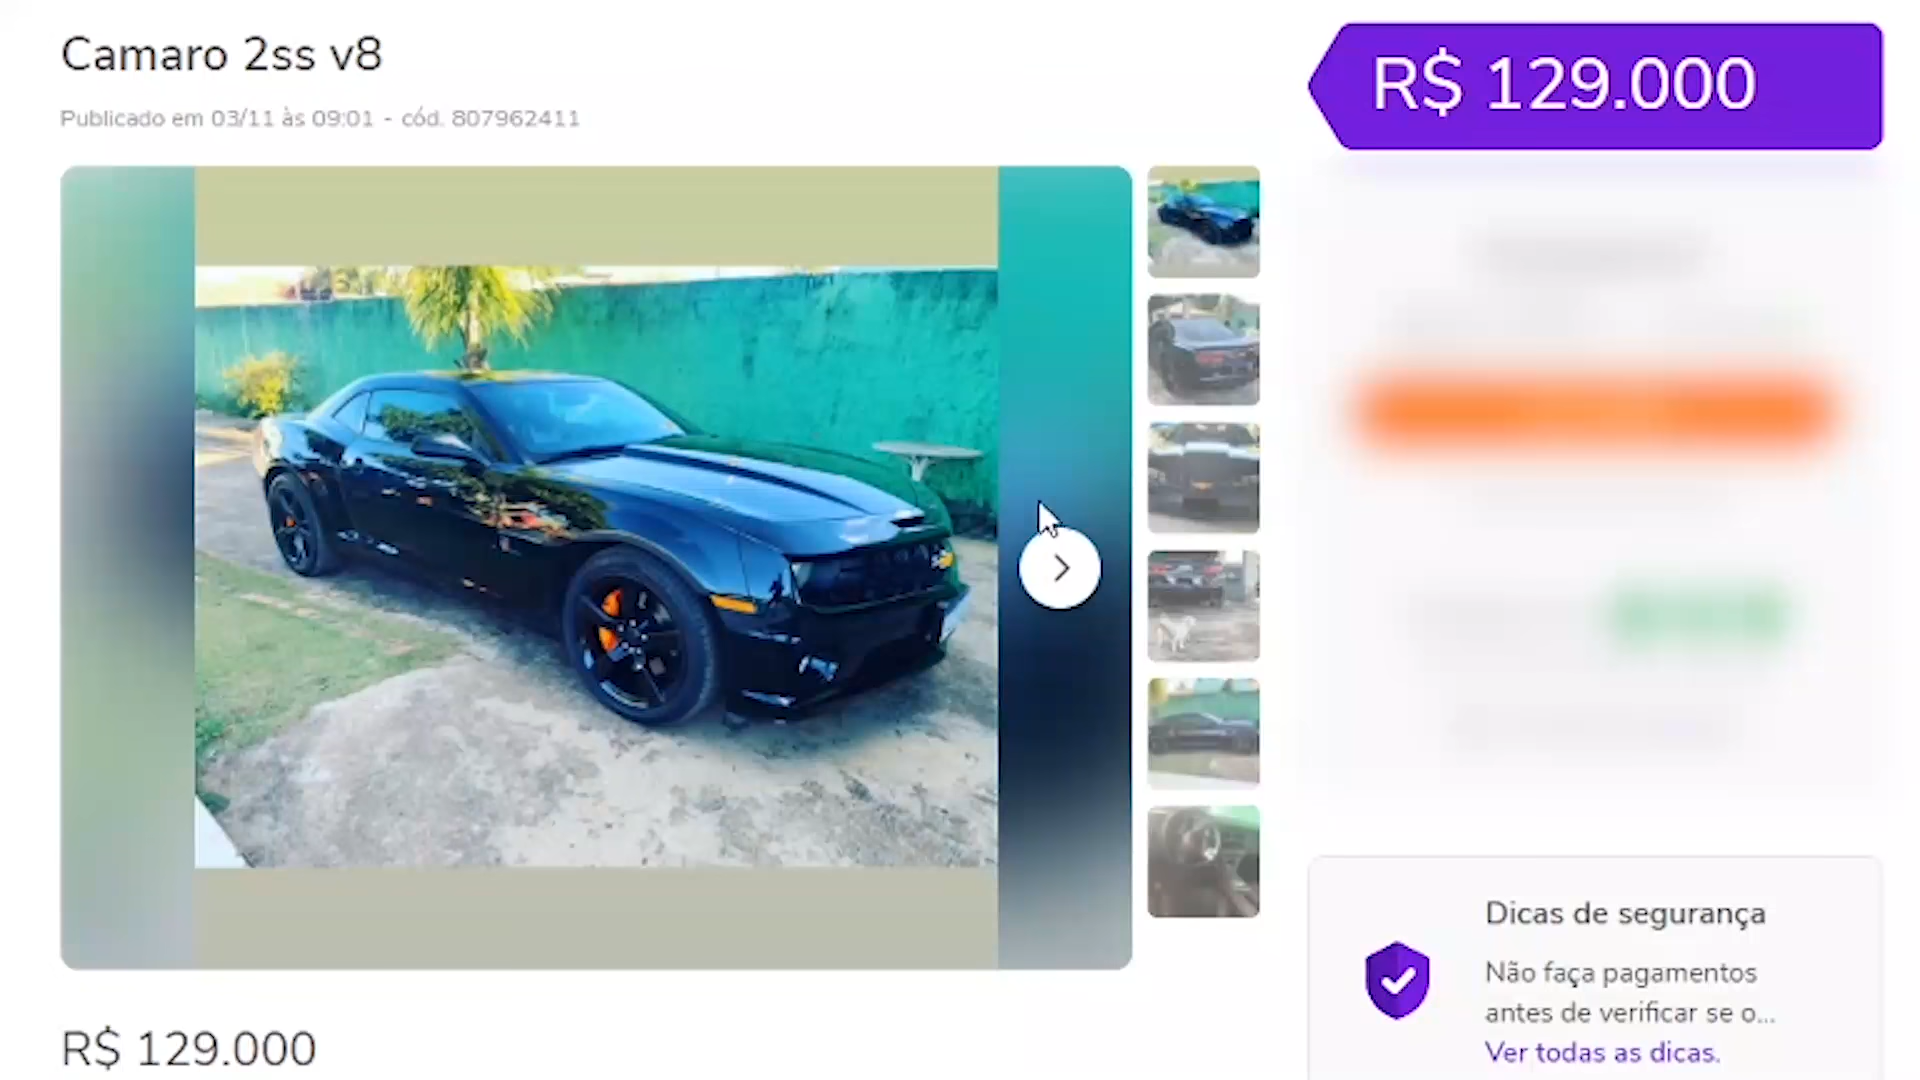 Camaro 2ss v8
R$ 129.000
Publicado em 03/11 às 09:01 - cód. 807962411
Dicas de segurança
Não faça pagamentos
antes de verificar se o...
Ver todas as dicas.
R$ 129.000